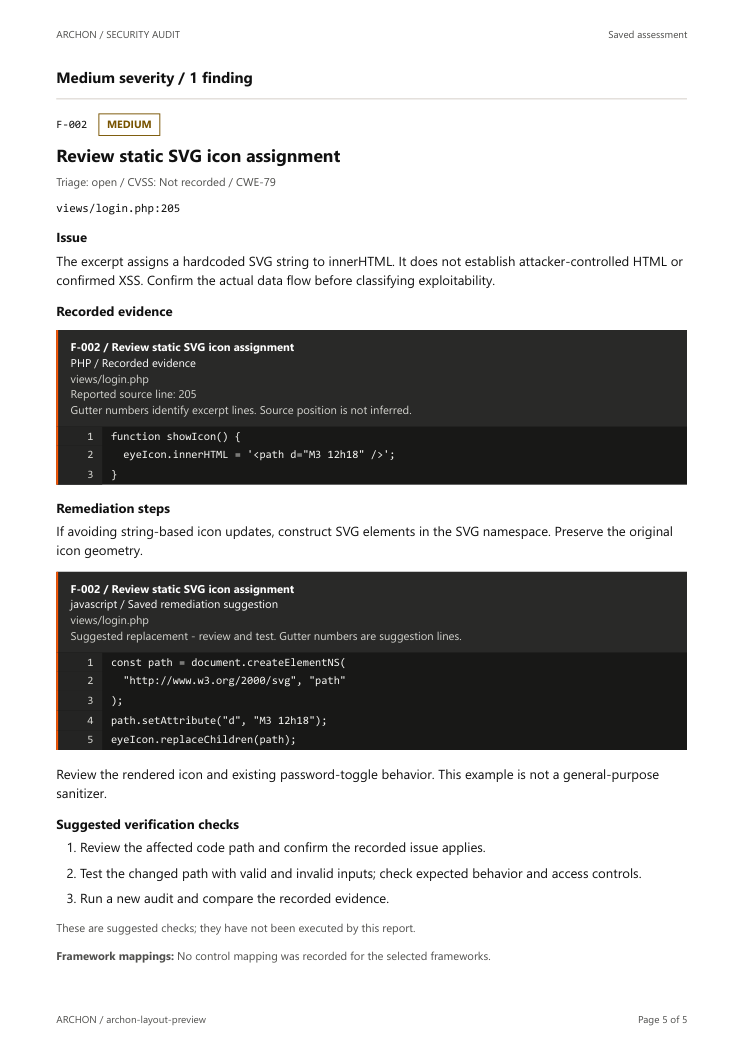 ARCHON / SECURITY AUDIT
Saved assessment
Medium severity / 1 finding
F-002 MEDIUM
Review static SVG icon assignment
Triage: open / CVSS: Not recorded / CWE-79
views/login.php:205
Issue
The excerpt assigns a hardcoded SVG string to innerHTML. It does not establish attacker-controlled HTML or
confirmed XSS. Confirm the actual data flow before classifying exploitability.
Recorded evidence
F-002 / Review static SVG icon assignment
PHP / Recorded evidence
views/login.php
Reported source line: 205
Gutter numbers identify excerpt lines. Source position is not inferred.
1 function showIcon() {
2   eyeIcon.innerHTML = '<path d="M3 12h18" />';
3 }
Remediation steps
If avoiding string-based icon updates, construct SVG elements in the SVG namespace. Preserve the original
icon geometry.
F-002 / Review static SVG icon assignment
javascript / Saved remediation suggestion
views/login.php
Suggested replacement - review and test. Gutter numbers are suggestion lines.
1 const path = document.createElementNS(
2   "http://www.w3.org/2000/svg", "path"
3 );
4 path.setAttribute("d", "M3 12h18");
5 eyeIcon.replaceChildren(path);
Review the rendered icon and existing password-toggle behavior. This example is not a general-purpose
sanitizer.
Suggested verification checks
1. Review the affected code path and confirm the recorded issue applies.
2. Test the changed path with valid and invalid inputs; check expected behavior and access controls.
3. Run a new audit and compare the recorded evidence.
These are suggested checks; they have not been executed by this report.
Framework mappings: No control mapping was recorded for the selected frameworks.
ARCHON / archon-layout-preview
Page 5 of 5